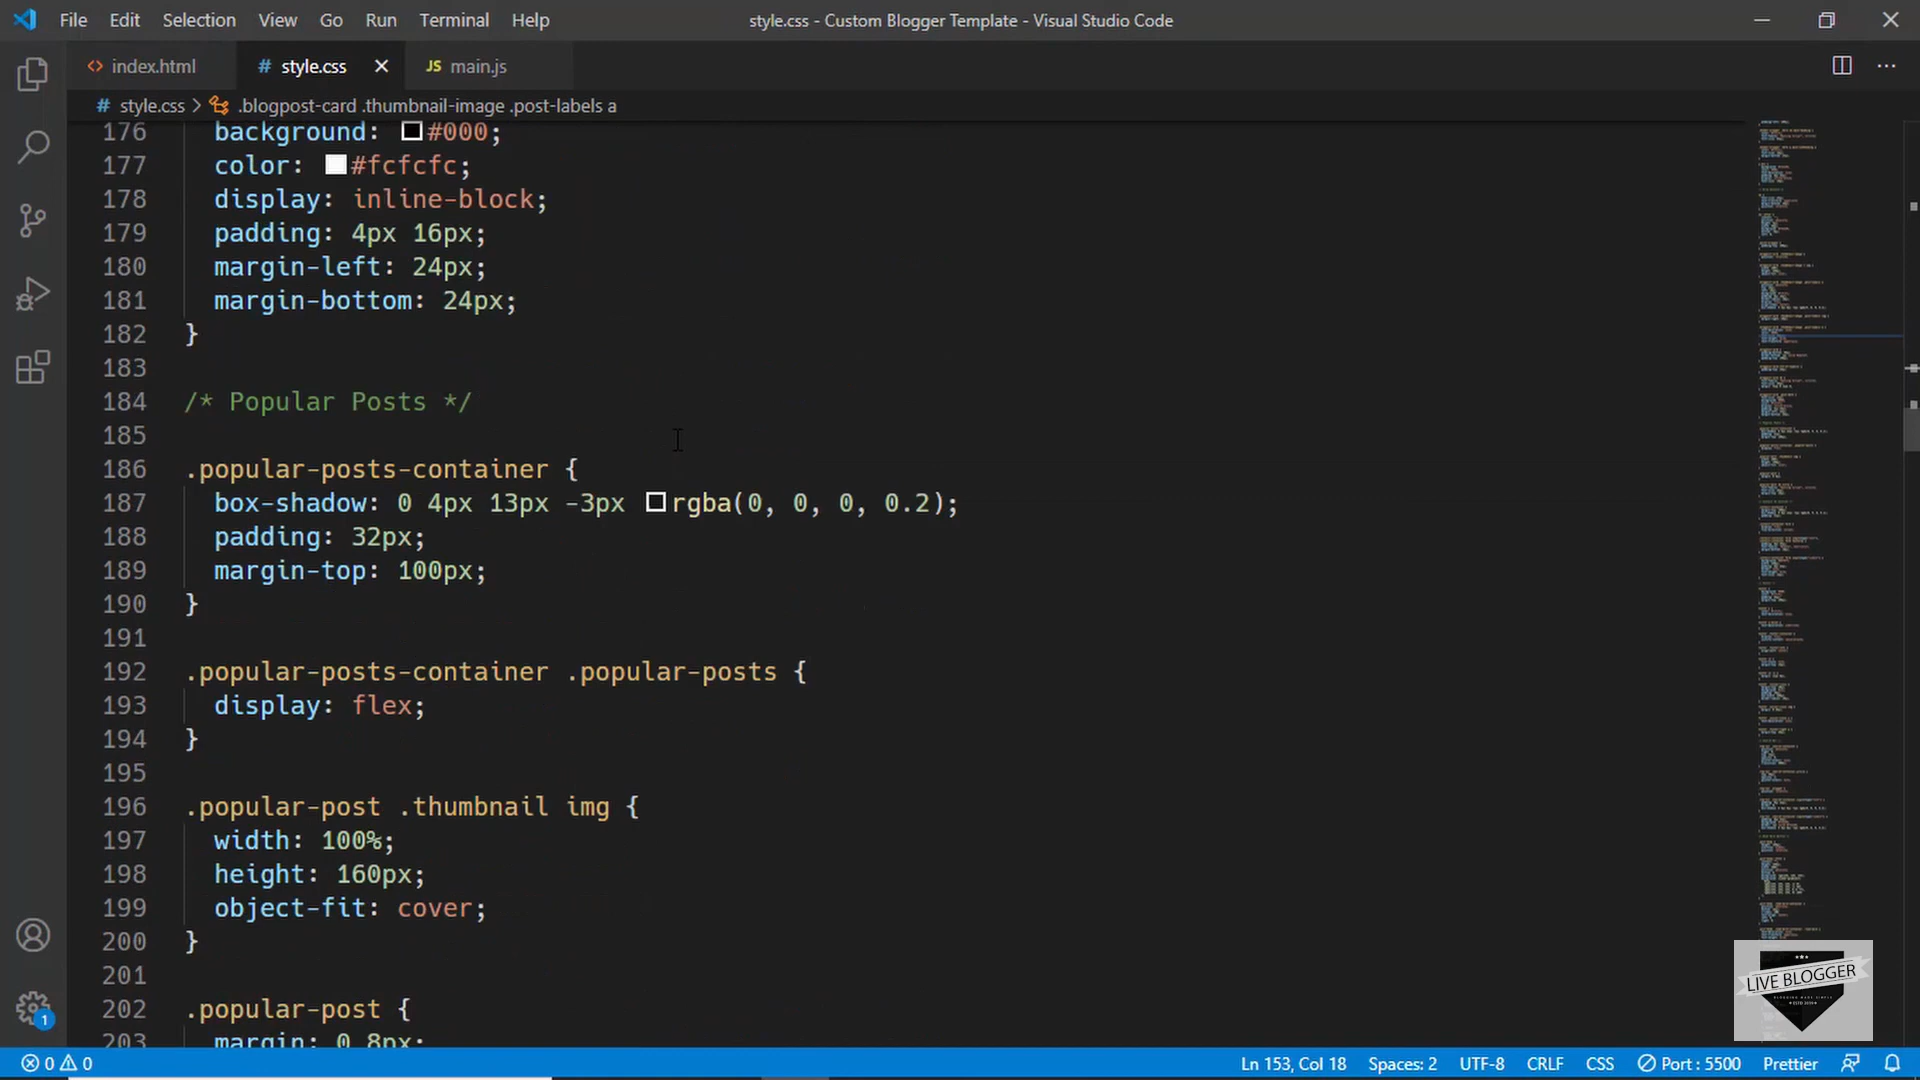 File Edit Selection View Go Run Terminal Help style.css - Custom Blogger Template - Visual Studio Code
index.html # style.css JS main.js
# style.css > .blogpost-card .thumbnail-image .post-labels a
176 background: #000;
177 color: #fcfcfc;
178 display: inline-block;
179 padding: 4px 16px;
180 margin-left: 24px;
181 margin-bottom: 24px;
182 }
183
184 /* Popular Posts */
185
186 .popular-posts-container {
187 box-shadow: 0 4px 13px -3px rgba(0, 0, 0, 0.2);
188 padding: 32px;
189 margin-top: 100px;
190 }
191
192 .popular-posts-container .popular-posts {
193 display: flex;
194 }
195
196 .popular-post .thumbnail img {
197 width: 100%;
198 height: 160px;
199 object-fit: cover;
200 }
201
202 .popular-post {
203 margin: 0 8px;
LIVE BLOGGER
1
0 0 Ln 153, Col 18 Spaces: 2 UTF-8 CRLF CSS Port : 5500 Prettier